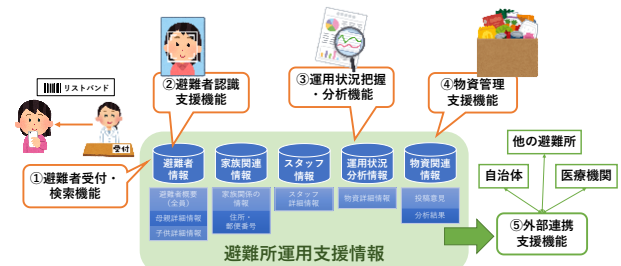 ②避難者認識
支援機能
③運用状況把握
・分析機能
④物資管理
支援機能
リストバンド
受付
①避難者受付・
検索機能
避難者
情報
家族関連
情報
スタッフ
情報
運用状況
分析情報
物資関連
情報
避難者概要
(全員)
母親詳細情報
子供詳細情報
家族関係の
情報
住所・
郵便番号
スタッフ
詳細情報
物資詳細情報
投稿意見
分析結果
避難所運用支援情報
他の避難所
自治体
医療機関
⑤外部連携
支援機能